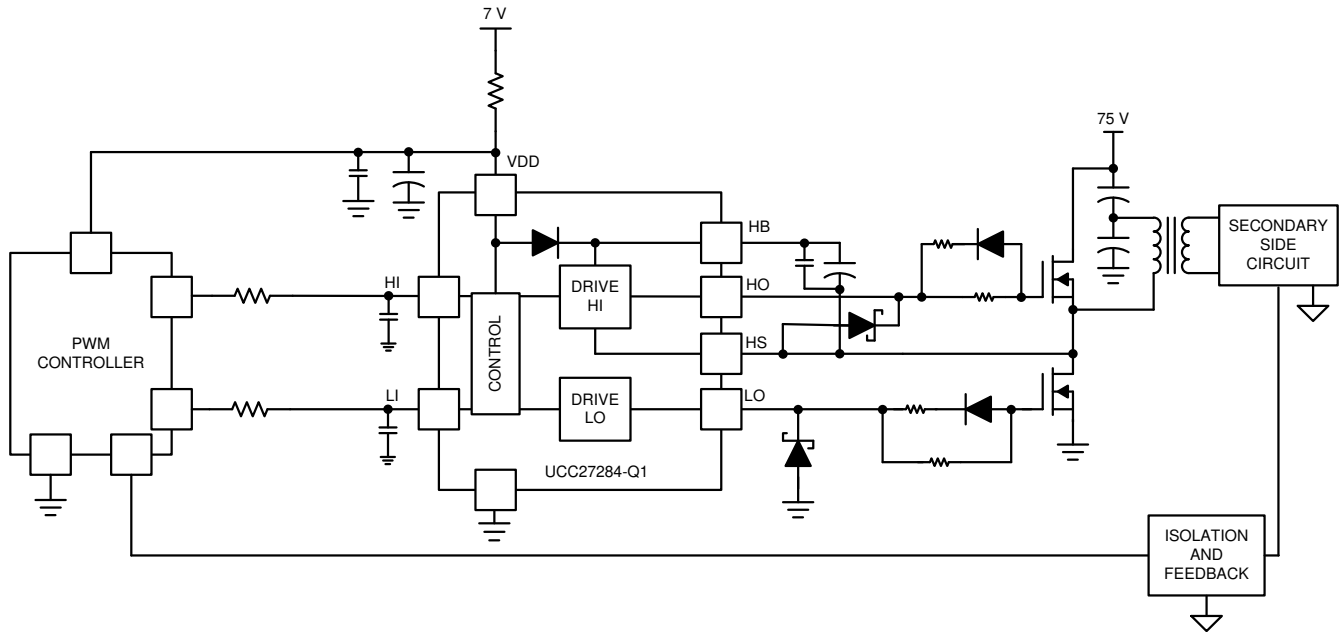 7 V
75 V
VDD
HB
SECONDARY
SIDE
CIRCUIT
HI
DRIVE
HI
HO
PWM
CONTROLLER
CONTROL
HS
LI
DRIVE
LO
LO
UCC27284-Q1
ISOLATION
AND
FEEDBACK